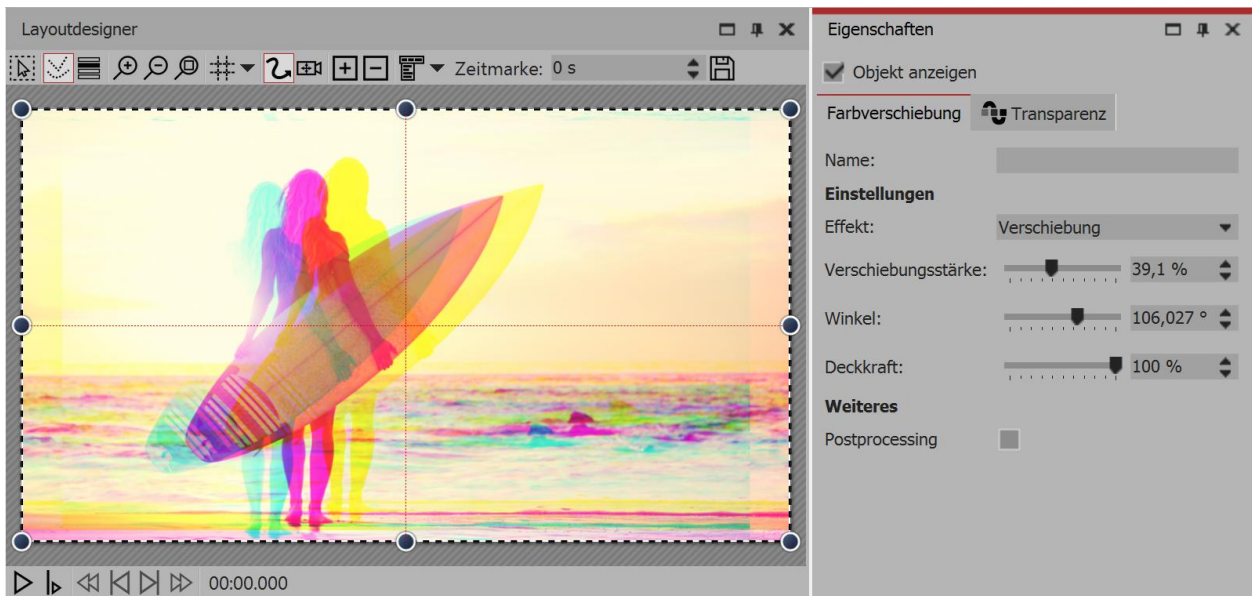 Layoutdesigner
Zeitmarke: 0 s
00:00.000
Eigenschaften
Objekt anzeigen
Farbverschiebung Transparenz
Name:
Einstellungen
Effekt: Verschiebung
Verschiebungsstärke: 39,1 %
Winkel: 106,027 °
Deckkraft: 100 %
Weiteres
Postprocessing